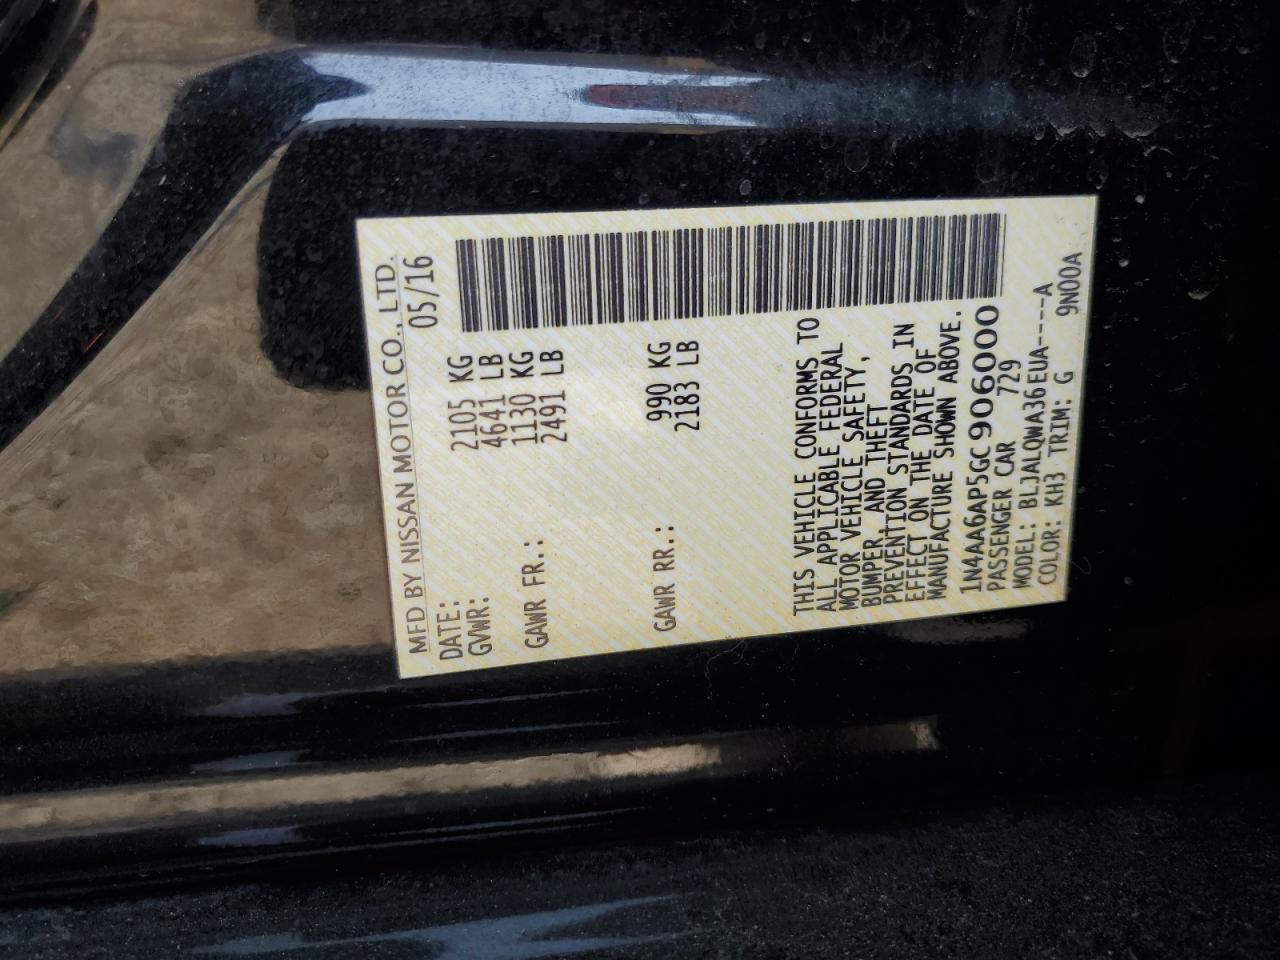 MFD BY NISSAN MOTOR CO., LTD.
DATE: 05/16
GVWR: 2105 KG
4641 LB
GAWR FR.: 1130 KG
2491 LB
GAWR RR.: 990 KG
2183 LB
THIS VEHICLE CONFORMS TO
ALL APPLICABLE FEDERAL
MOTOR VEHICLE SAFETY,
BUMPER, AND THEFT
PREVENTION STANDARDS IN
EFFECT ON THE DATE OF
MANUFACTURE SHOWN ABOVE.
1N4AA6AP5GC906000
PASSENGER CAR 729
MODEL: BLJALQWA36EUA----A
COLOR: KH3 TRIM: G 9N00A